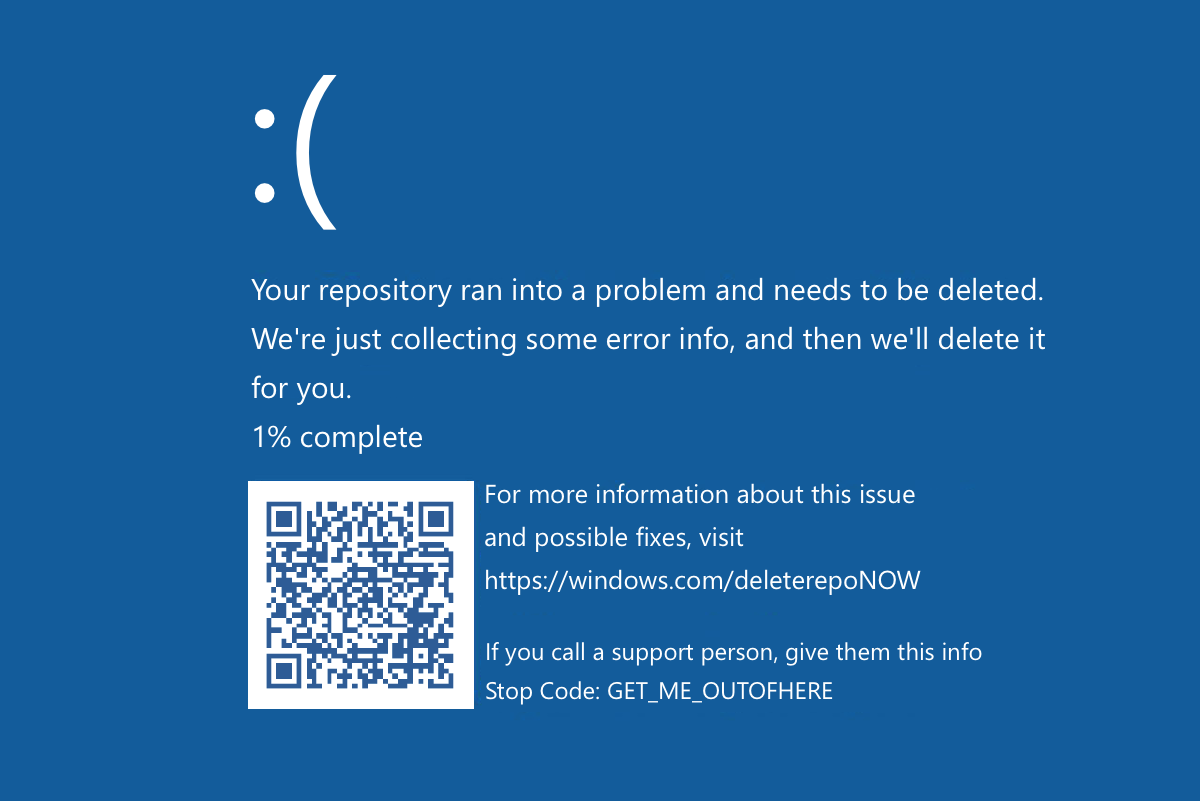 :(
Your repository ran into a problem and needs to be deleted.
We're just collecting some error info, and then we'll delete it
for you.
1% complete
For more information about this issue
and possible fixes, visit
https://windows.com/deleterepoNOW
If you call a support person, give them this info
Stop Code: GET_ME_OUTOFHERE